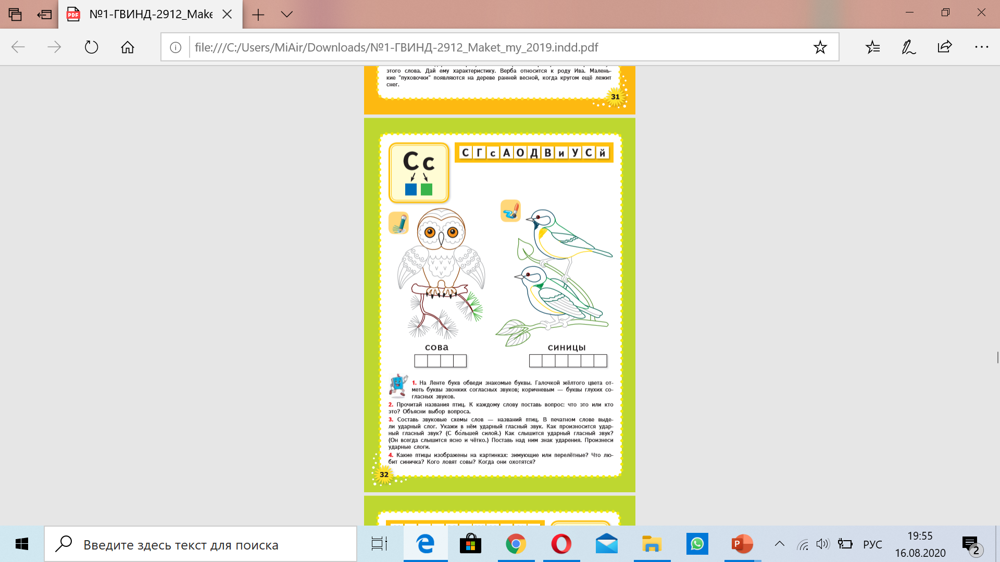 №1-ГВИНД-2912_Make
file:///C:/Users/MiAir/Downloads/№1-ГВИНД-2912_Maket_my_2019.indd.pdf
этого слова. Дай ему характеристику. Верба относится к роду Ива. Малень-
кие "пуховочки" появляются на дереве ранней весной, когда кругом ещё лежит
снег.
31
С с
С Г с А О Д В и У С й
сова
синицы
1. На Ленте букв обведи знакомые буквы. Галочкой жёлтого цвета от-
меть буквы звонких согласных звуков; коричневым — буквы глухих со-
гласных звуков.
2. Прочитай названия птиц. К каждому слову поставь вопрос: что это или кто
это? Объясни выбор вопроса.
3. Составь звуковые схемы слов — названий птиц. В печатном слове выде-
ли ударный слог. Укажи в нём ударный гласный звук. Как произносится удар-
ный гласный звук? (С бо́льшей силой.) Как слышится ударный гласный звук?
(Он всегда слышится ясно и чётко.) Поставь над ним знак ударения. Произнеси
ударные слоги.
4. Какие птицы изображены на картинках: зимующие или перелётные? Что лю-
бит синичка? Кого ловят совы? Когда они охотятся?
32
Введите здесь текст для поиска
РУС
19:55
16.08.2020
2